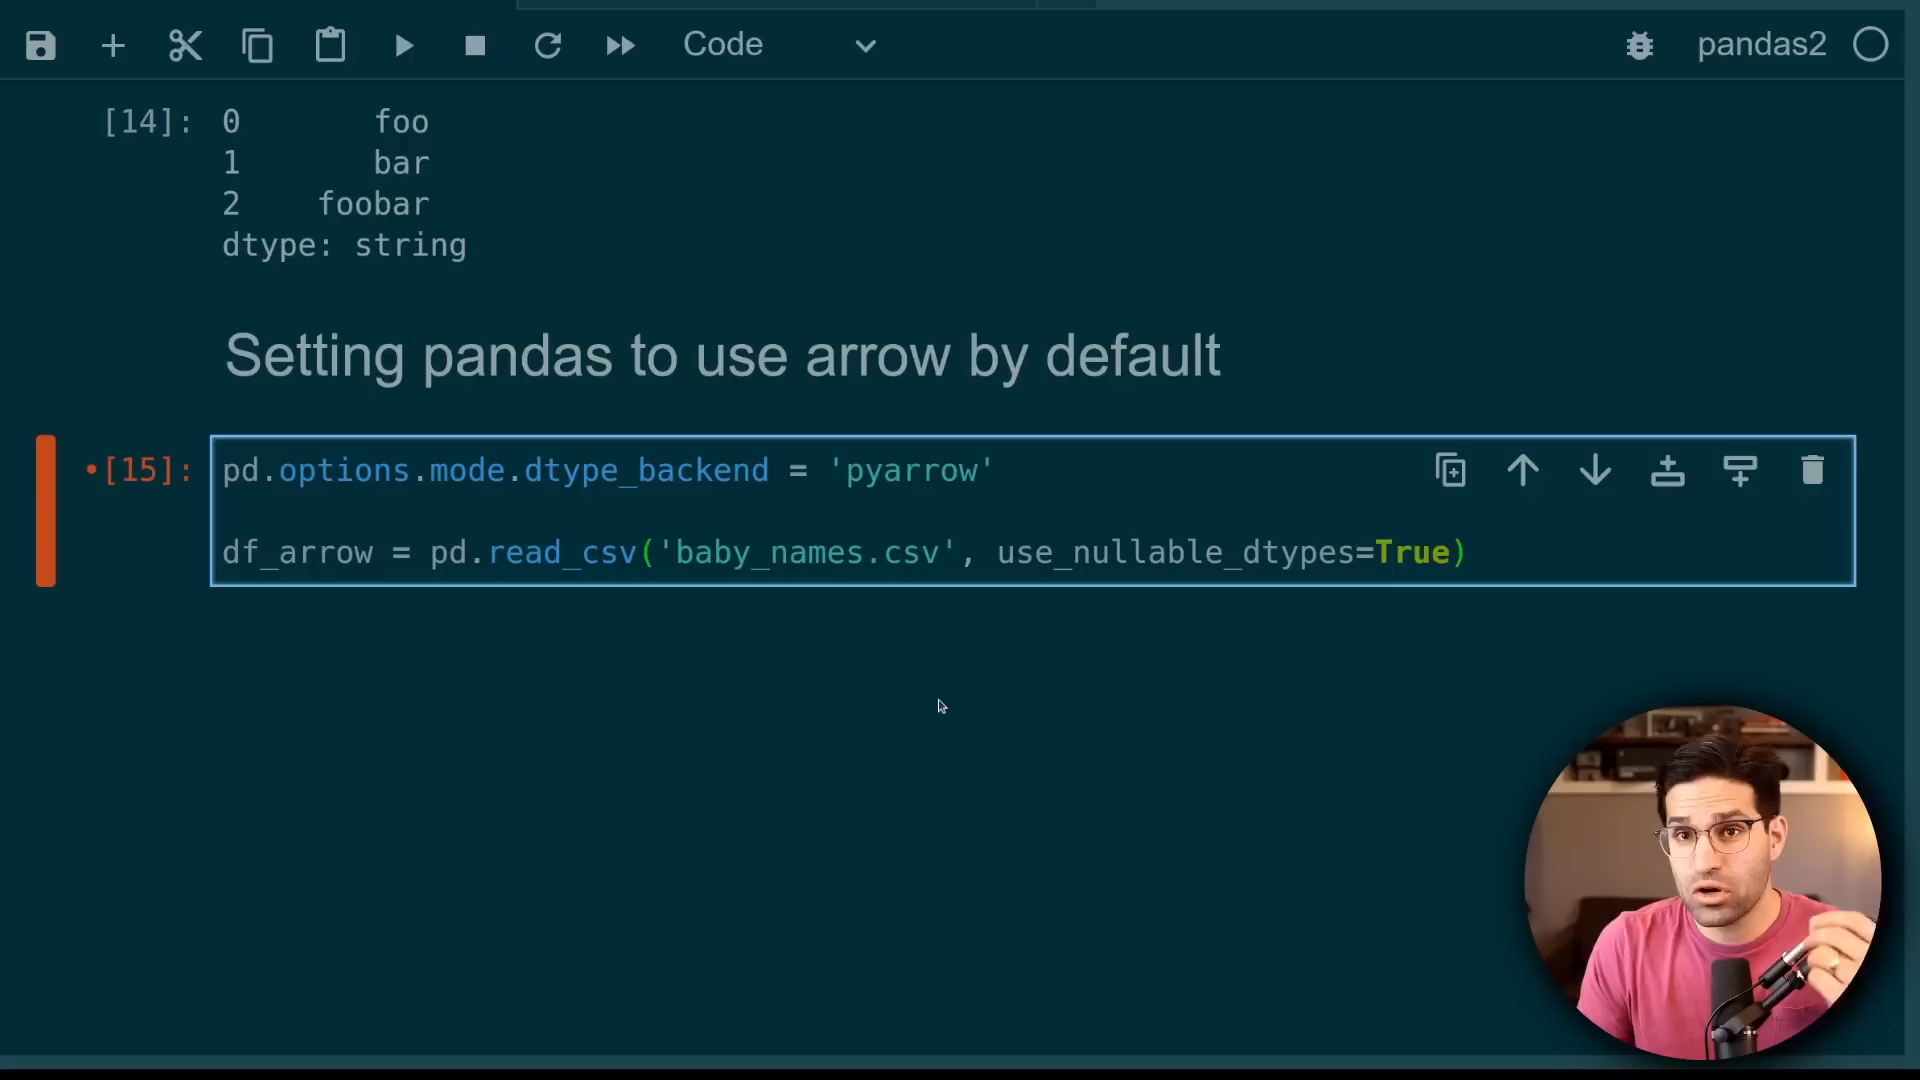 Code
pandas2
[14]: 0 foo
1 bar
2 foobar
dtype: string
Setting pandas to use arrow by default
[15]: pd.options.mode.dtype_backend = 'pyarrow'
df_arrow = pd.read_csv('baby_names.csv', use_nullable_dtypes=True)